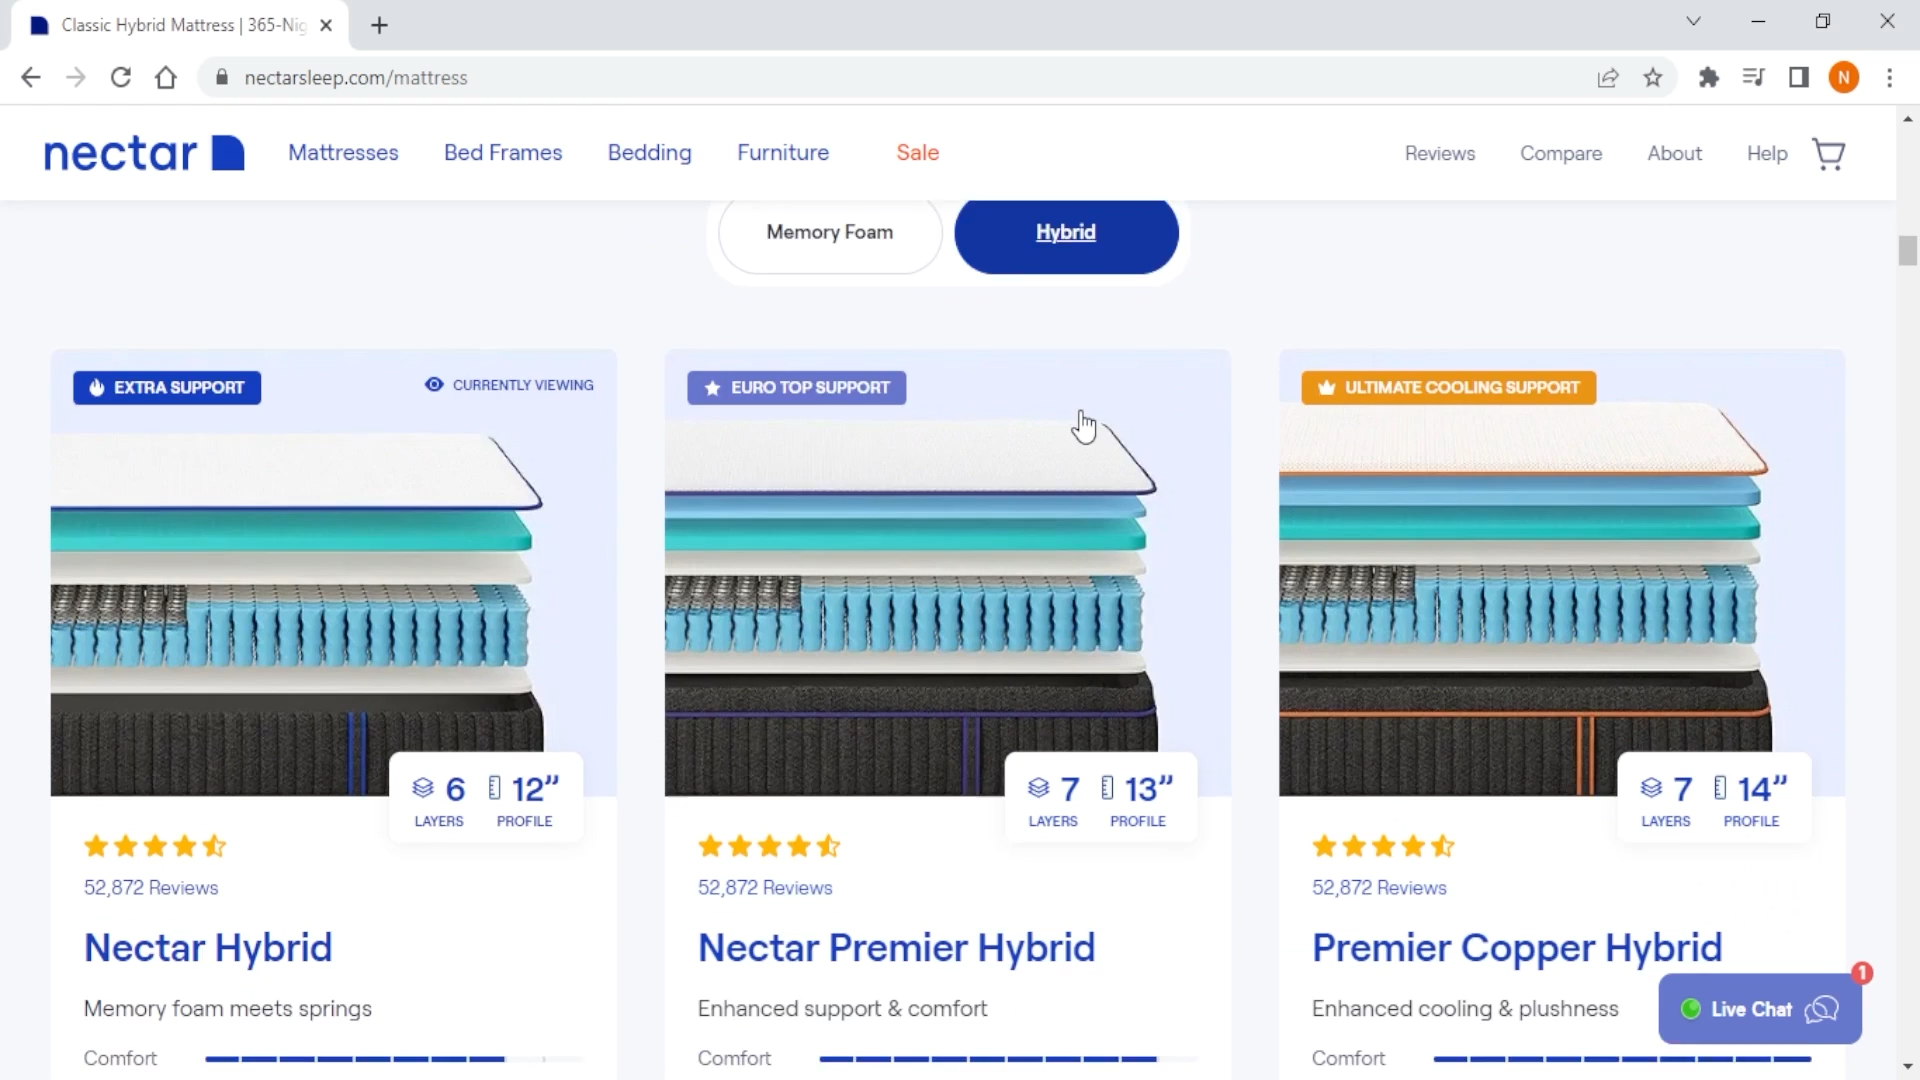 Classic Hybrid Mattress | 365-Nig
nectarsleep.com/mattress
N
nectar
Mattresses
Bed Frames
Bedding
Furniture
Sale
Reviews
Compare
About
Help
Memory Foam
Hybrid
EXTRA SUPPORT
CURRENTLY VIEWING
6
LAYERS
12”
PROFILE
52,872 Reviews
Nectar Hybrid
Memory foam meets springs
Comfort
EURO TOP SUPPORT
7
LAYERS
13”
PROFILE
52,872 Reviews
Nectar Premier Hybrid
Enhanced support & comfort
Comfort
ULTIMATE COOLING SUPPORT
7
LAYERS
14”
PROFILE
52,872 Reviews
Premier Copper Hybrid
Enhanced cooling & plushness
Comfort
1
Live Chat